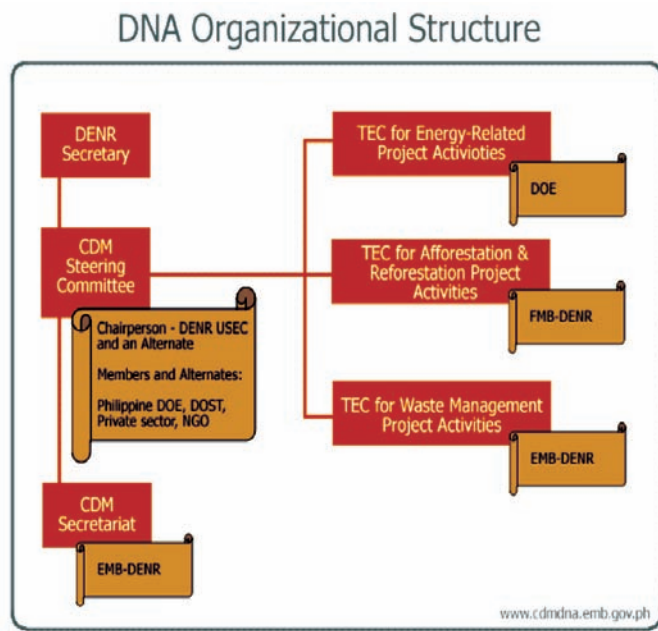 DNA Organizational Structure
DENR
Secretary
CDM
Steering
Committee
Chairperson - DENR USEC
and an Alternate
Members and Alternates:
Philippine DOE, DOST,
Private sector, NGO
CDM
Secretariat
EMB-DENR
TEC for Energy-Related
Project Activioties
DOE
TEC for Afforestation &
Reforestation Project
Activities
FMB-DENR
TEC for Waste Management
Project Activities
EMB-DENR
www.cdmdna.emb.gov.ph